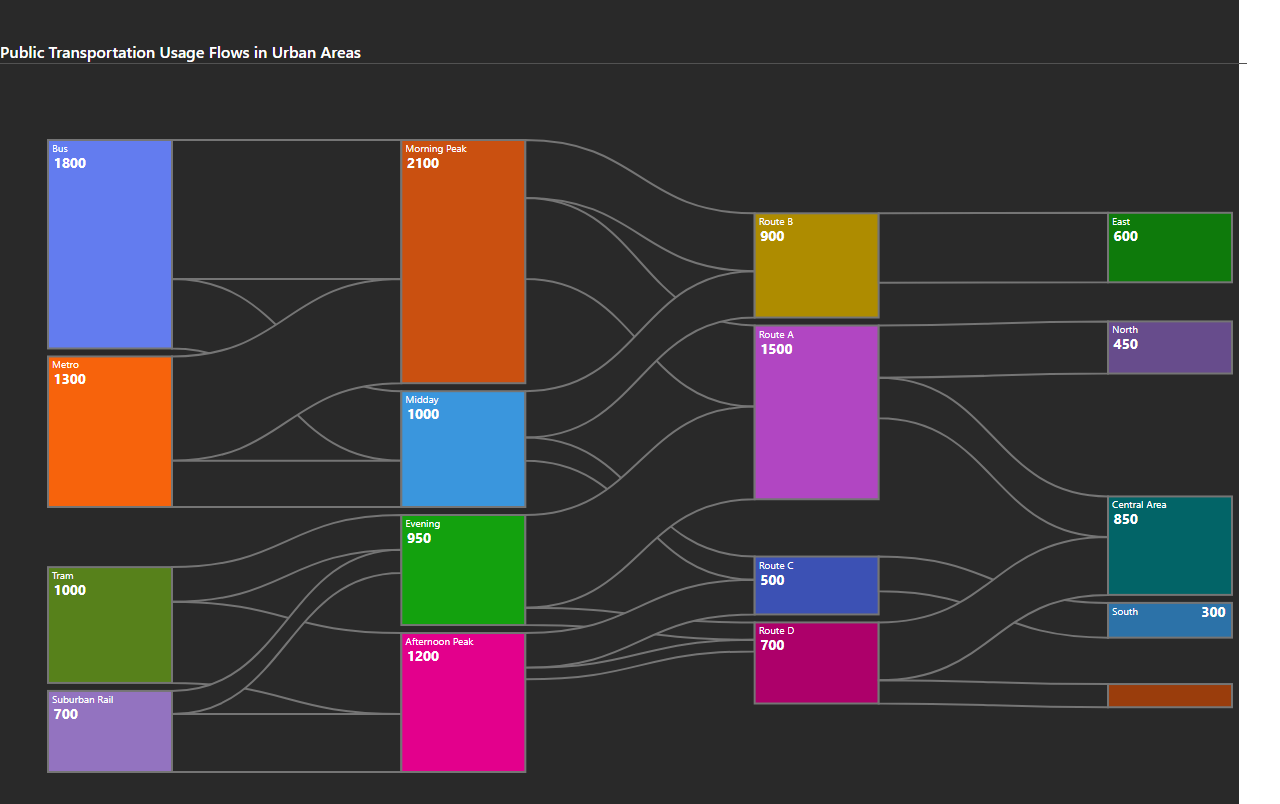 Public Transportation Usage Flows in Urban Areas
Bus
1800
Metro
1300
Tram
1000
Suburban Rail
700
Morning Peak
2100
Midday
1000
Evening
950
Afternoon Peak
1200
Route B
900
Route A
1500
Route C
500
Route D
700
East
600
North
450
Central Area
850
South 300